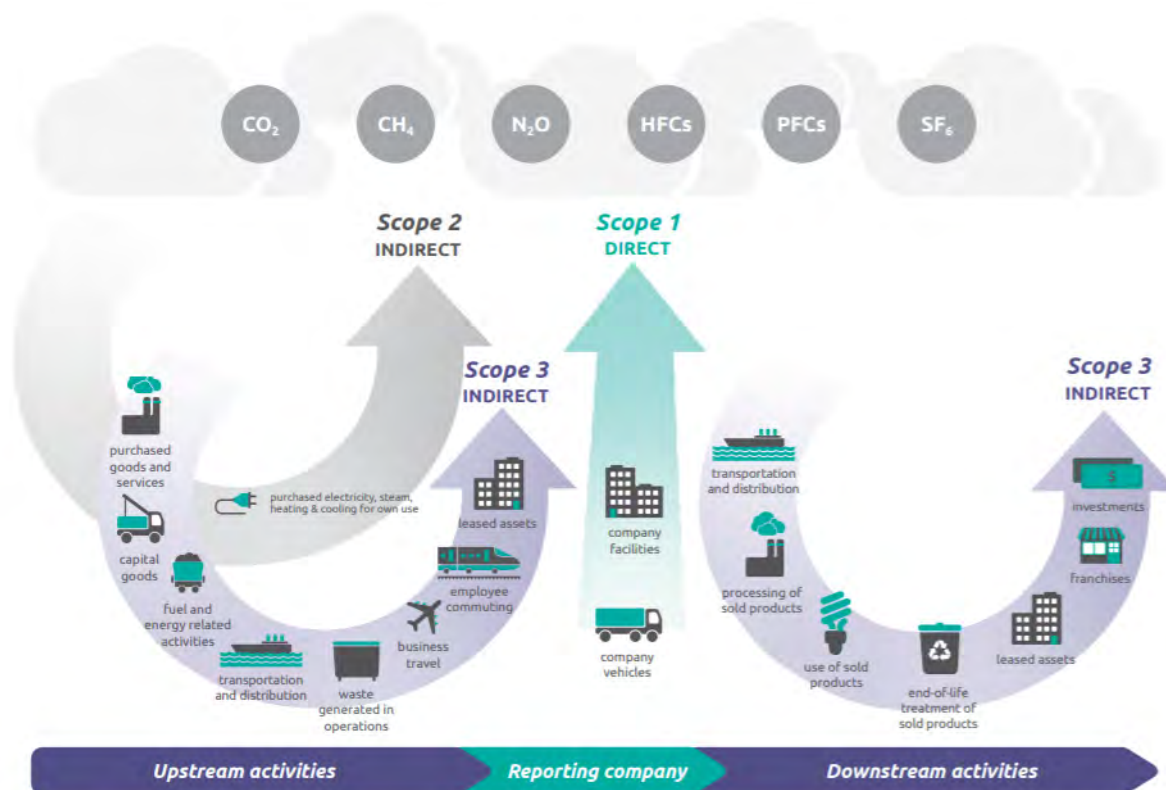 CO₂
CH₄
N₂O
HFCs
PFCs
SF₆
Scope 2
INDIRECT
Scope 1
DIRECT
Scope 3
INDIRECT
Scope 3
INDIRECT
purchased
goods and
services
capital
goods
fuel and
energy related
activities
purchased electricity, steam,
heating & cooling for own use
transportation
and distribution
waste
generated in
operations
business
travel
employee
commuting
leased assets
company
facilities
company
vehicles
transportation
and distribution
processing of
sold products
use of sold
products
end-of-life
treatment of
sold products
leased assets
franchises
$
investments
Upstream activities
Reporting company
Downstream activities